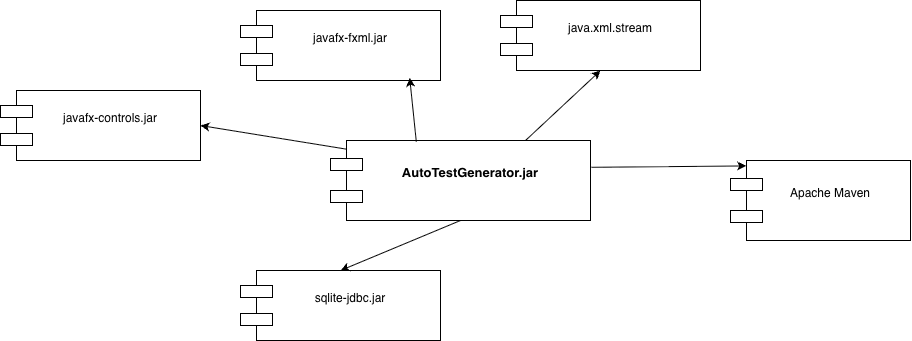 java.xml.stream
javafx-fxml.jar
javafx-controls.jar
AutoTestGenerator.jar
Apache Maven
sqlite-jdbc.jar